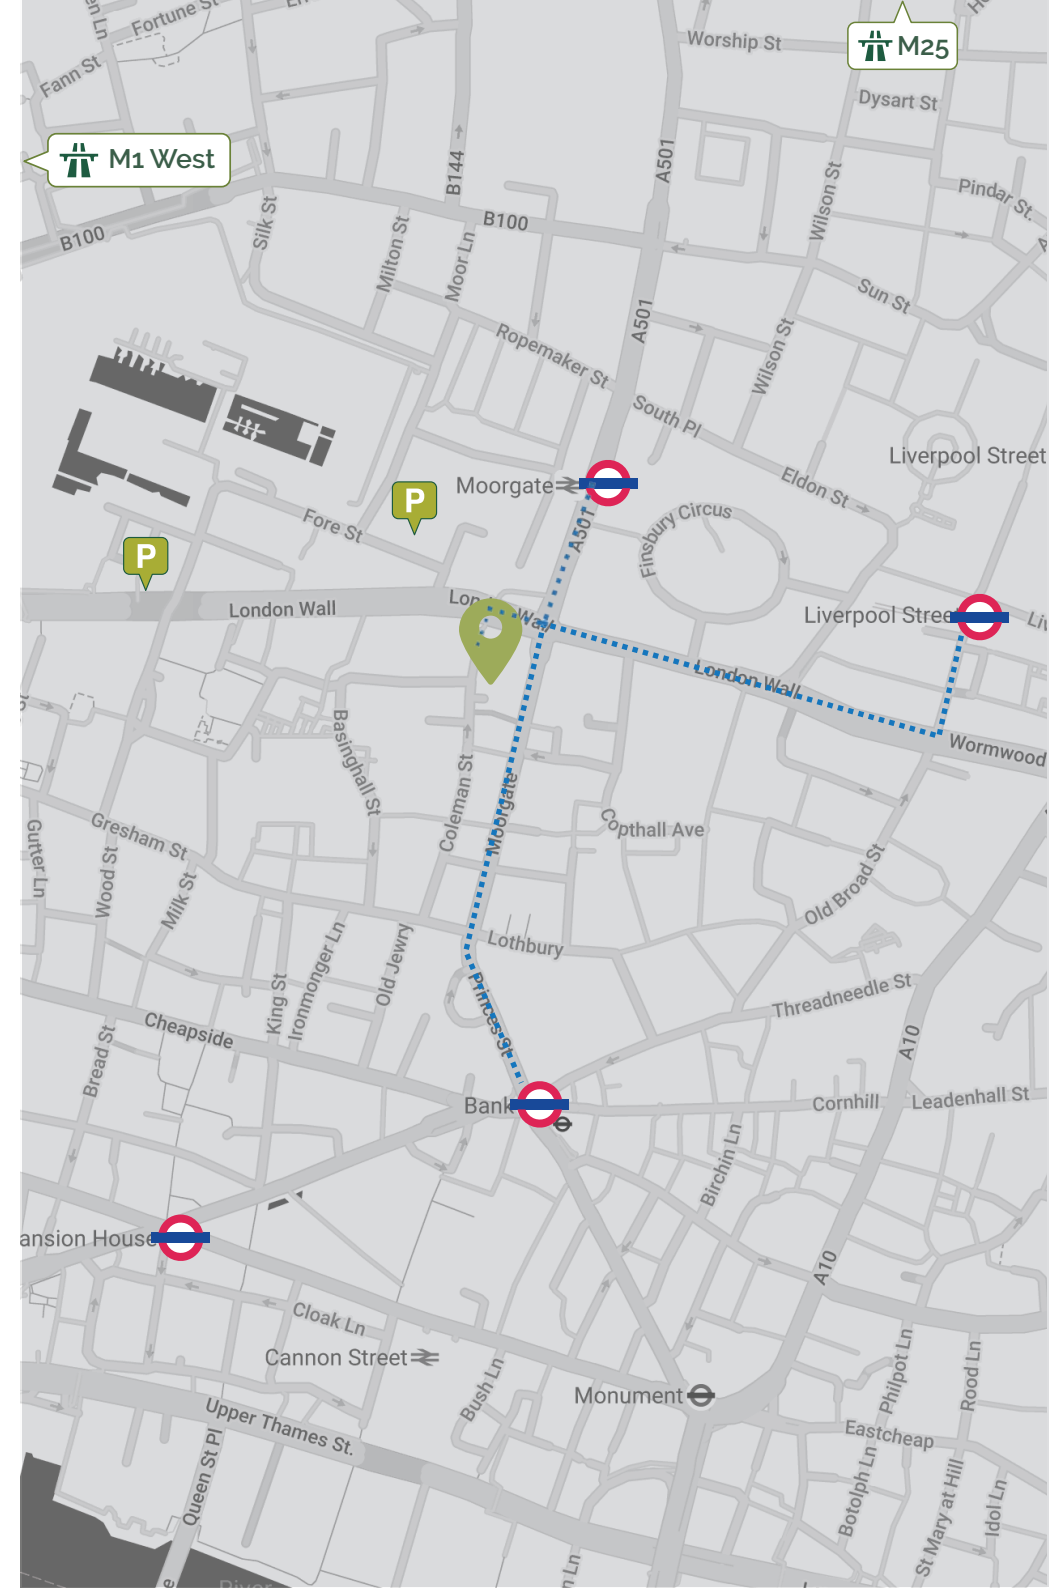 Fortune St
Worship St
M25
Fann St
Dysart St
M1 West
B144
A501
Wilson St
Pindar St.
B100
Silk St
Milton St
Moor Ln
B100
A501
Sun St
Ropemaker St
Wilson St
South Pl
Liverpool Street
Moorgate
Eldon St
P
Fore St
A501
Finsbury Circus
P
London Wall
London Wall
Liverpool Stree
London Wall
Wormwood
Basinghall St
Coleman St
Moorgate
Copthall Ave
Gresham St
Gutter Ln
Wood St
Milk St
Old Broad St
Lothbury
Old Jewry
King St
Ironmonger Ln
Princes St
Threadneedle St
Cheapside
A10
Bread St
Bank
Cornhill
Leadenhall St
Birchin Ln
ansion House
A10
Cloak Ln
Cannon Street
Bush Ln
Monument
Philpot Ln
Rood Ln
Upper Thames St.
Eastcheap
Queen St Pl
Botolph Ln
St Mary at Hill
Idol Ln
River